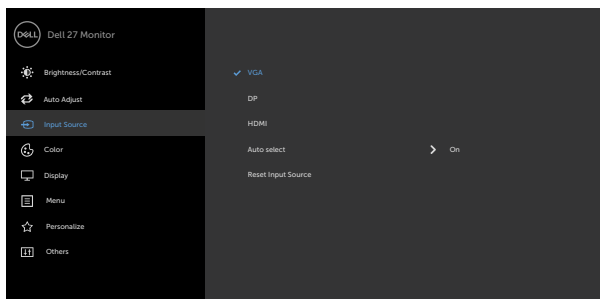 DELL Dell 27 Monitor
Brightness/Contrast
VGA
Auto Adjust
DP
Input Source
HDMI
Color
Auto select On
Display
Reset Input Source
Menu
Personalize
Others